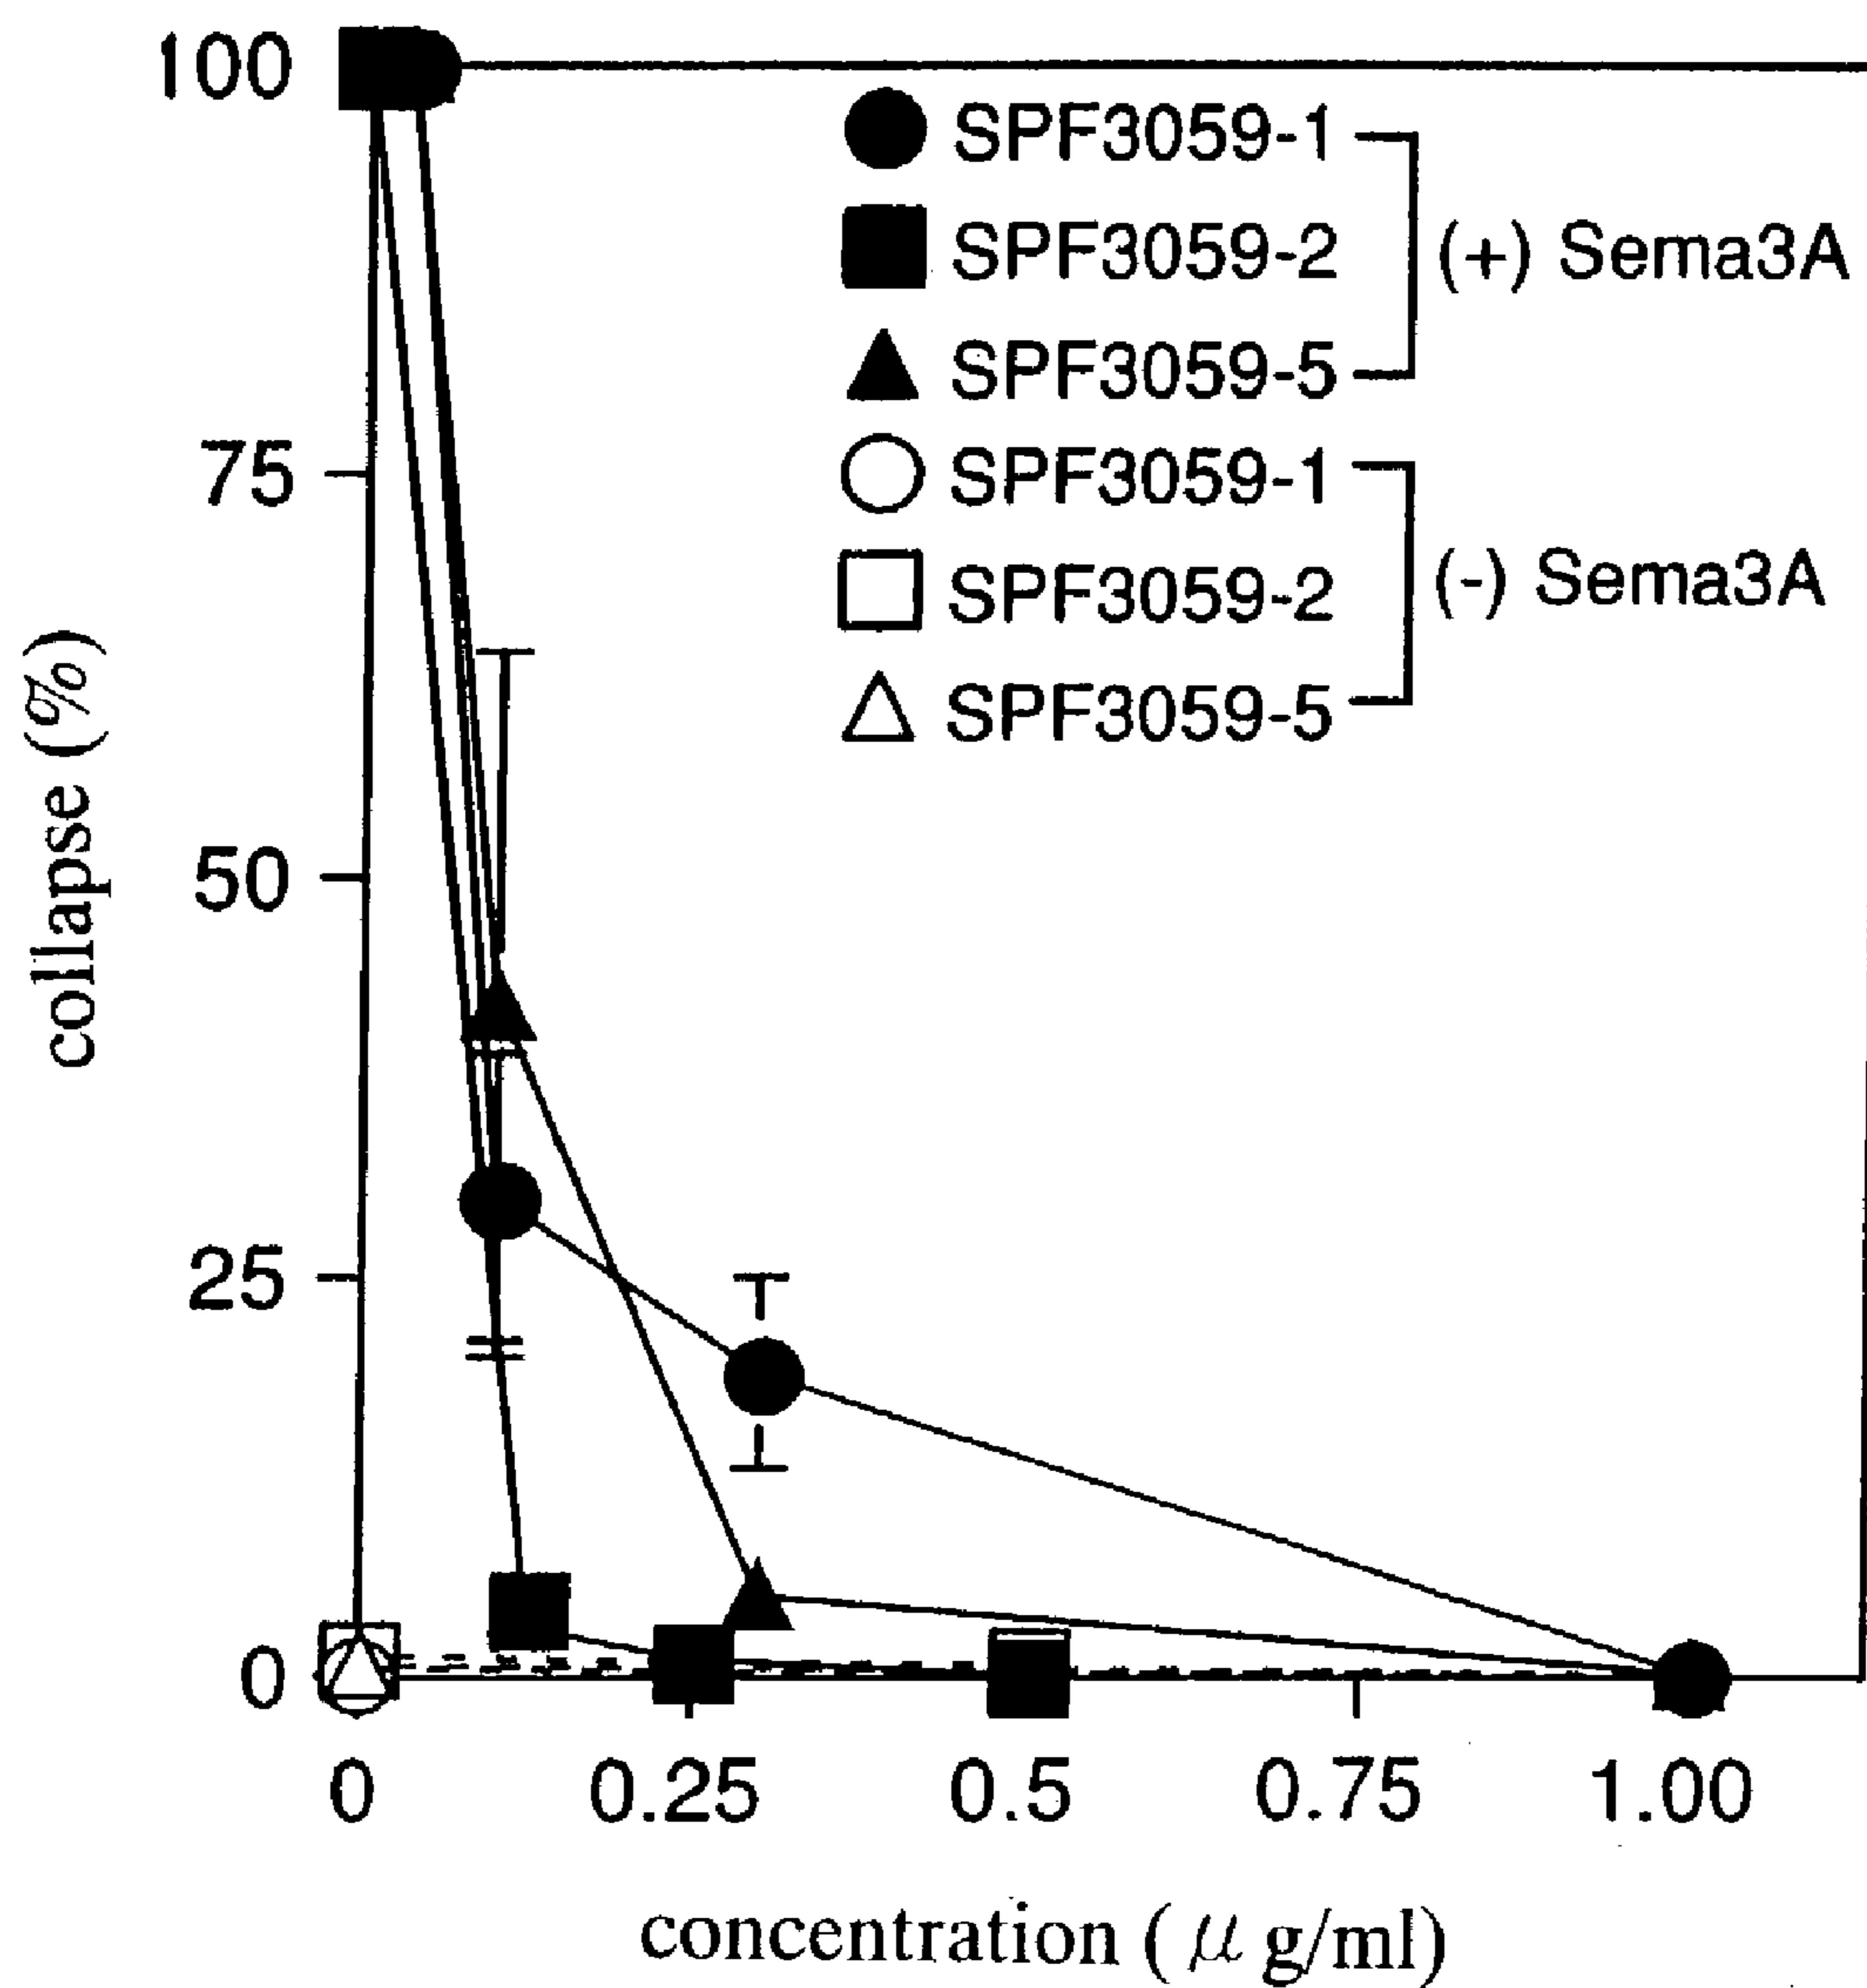 100
75
50
25
0
collapse (%)
SPF3059-1
SPF3059-2
SPF3059-5
(+) Sema3A
SPF3059-1
SPF3059-2
SPF3059-5
(-) Sema3A
0 0.25 0.5 0.75 1.00
concentration ( μ g/ml)